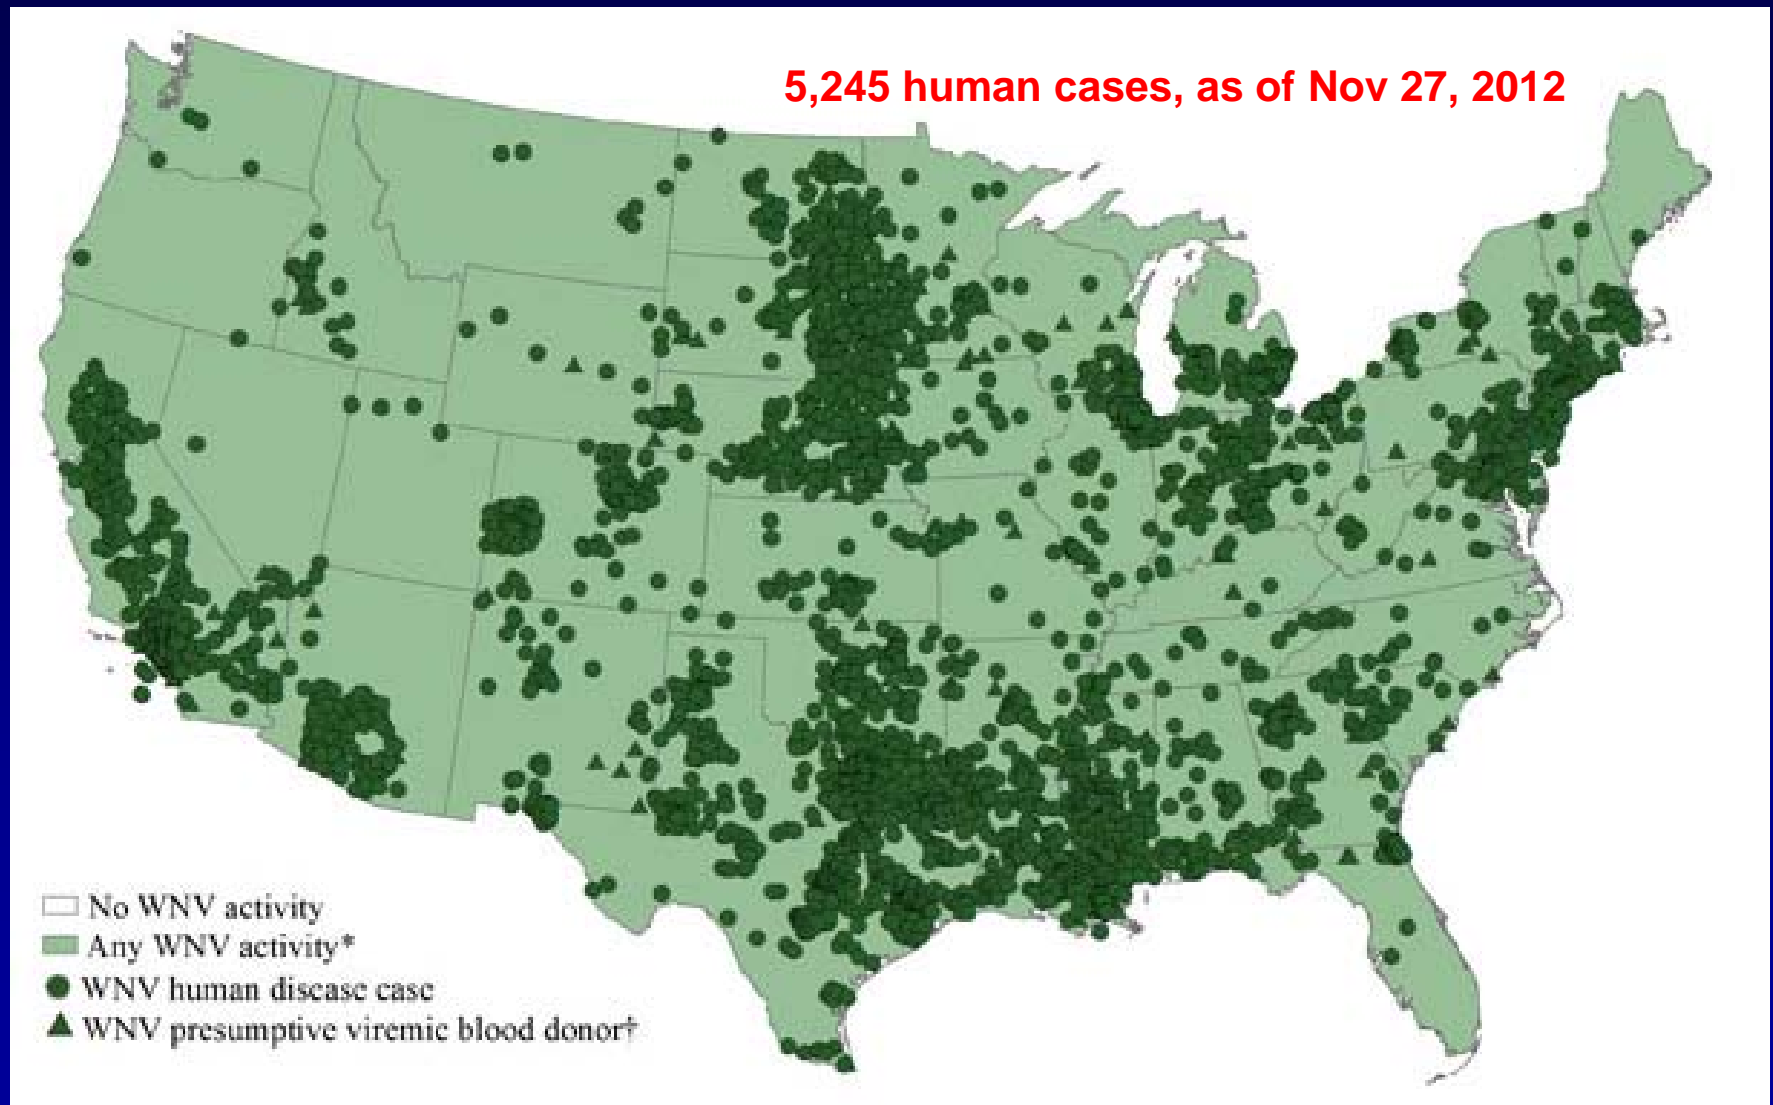 5,245 human cases, as of Nov 27, 2012
No WNV activity
Any WNV activity*
WNV human disease case
WNV presumptive viremic blood donor†